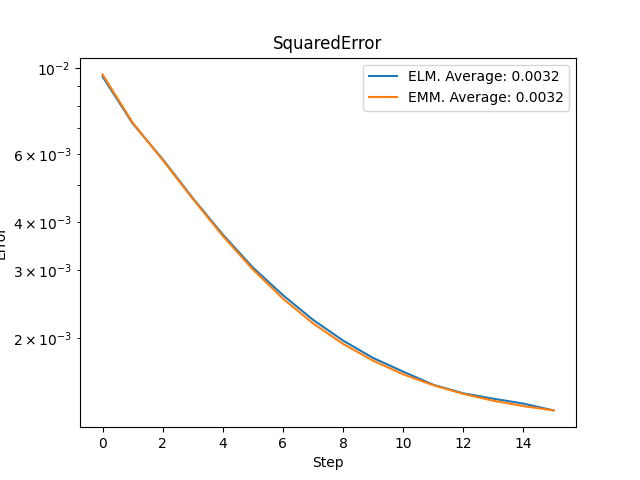 SquaredError
ELM. Average: 0.0032
EMM. Average: 0.0032
10⁻²
6 × 10⁻³
4 × 10⁻³
3 × 10⁻³
2 × 10⁻³
Error
0 2 4 6 8 10 12 14
Step